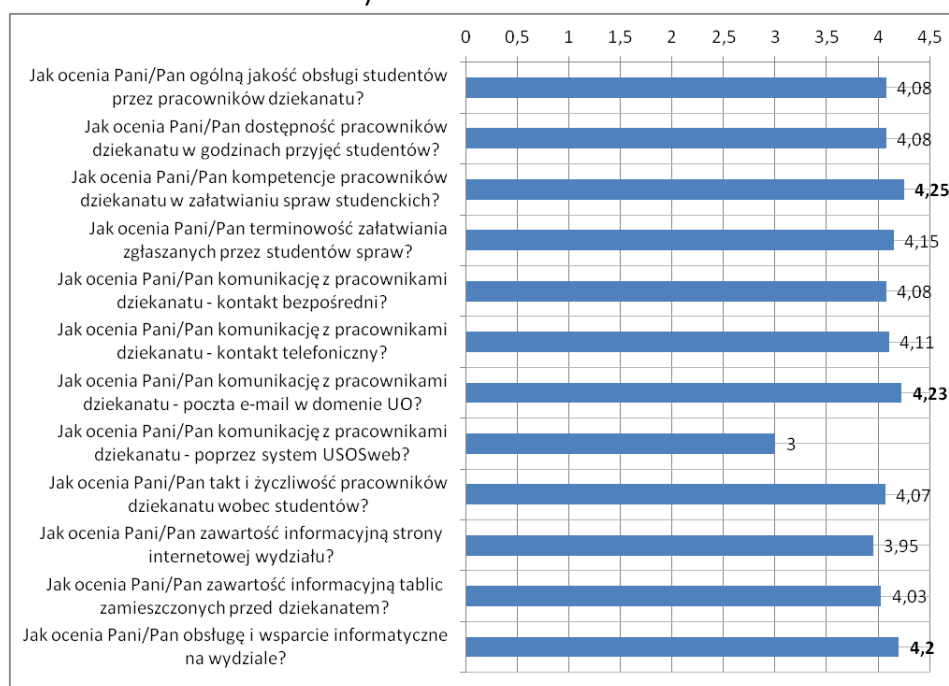 0 0,5 1 1,5 2 2,5 3 3,5 4 4,5
Jak ocenia Pani/Pan ogólną jakość obsługi studentów
przez pracowników dziekanatu?
4,08
Jak ocenia Pani/Pan dostępność pracowników
dziekanatu w godzinach przyjęć studentów?
4,08
Jak ocenia Pani/Pan kompetencje pracowników
dziekanatu w załatwianiu spraw studenckich?
4,25
Jak ocenia Pani/Pan terminowość załatwiania
zgłaszanych przez studentów spraw?
4,15
Jak ocenia Pani/Pan komunikację z pracownikami
dziekanatu - kontakt bezpośredni?
4,08
Jak ocenia Pani/Pan komunikację z pracownikami
dziekanatu - kontakt telefoniczny?
4,11
Jak ocenia Pani/Pan komunikację z pracownikami
dziekanatu - poczta e-mail w domenie UO?
4,23
Jak ocenia Pani/Pan komunikację z pracownikami
dziekanatu - poprzez system USOSweb?
3
Jak ocenia Pani/Pan takt i życzliwość pracowników
dziekanatu wobec studentów?
4,07
Jak ocenia Pani/Pan zawartość informacyjną strony
internetowej wydziału?
3,95
Jak ocenia Pani/Pan zawartość informacyjną tablic
zamieszczonych przed dziekanatem?
4,03
Jak ocenia Pani/Pan obsługę i wsparcie informatyczne
na wydziale?
4,2